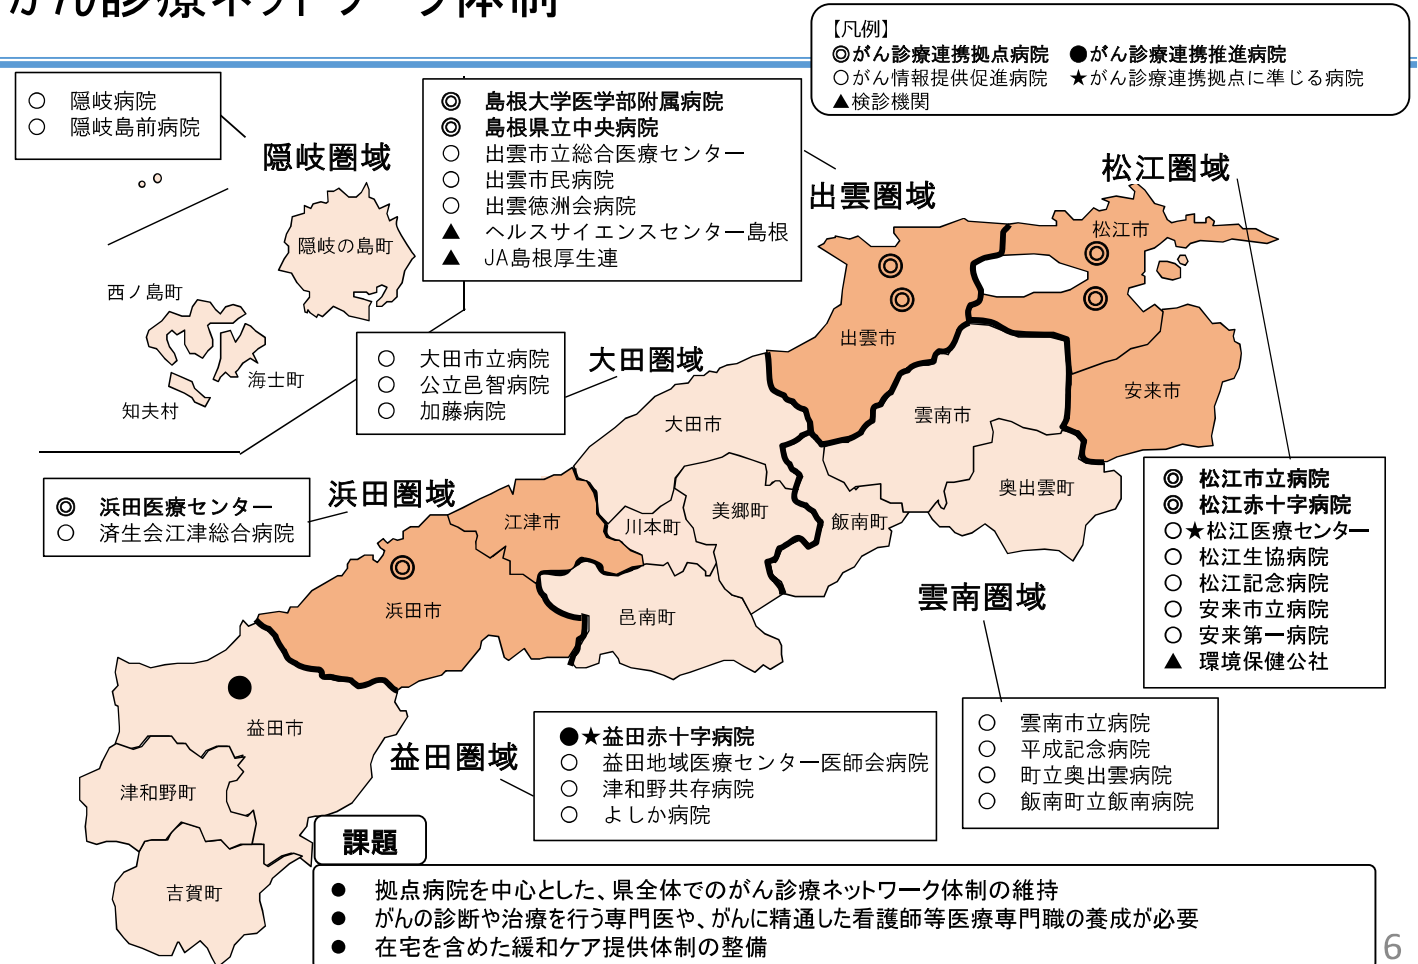 がん診療ネットワーク体制
【凡例】
◎がん診療連携拠点病院 ●がん診療連携推進病院
○がん情報提供促進病院 ★がん診療連携拠点に準じる病院
▲検診機関
○ 隠岐病院
○ 隠岐島前病院
隠岐圏域
◎ 島根大学医学部附属病院
◎ 島根県立中央病院
○ 出雲市立総合医療センター
○ 出雲市民病院
○ 出雲徳洲会病院
▲ ヘルスサイエンスセンター島根
▲ JA島根厚生連
出雲圏域
松江圏域
隠岐の島町
西ノ島町
海士町
知夫村
松江市
出雲市
安来市
○ 大田市立病院
○ 公立邑智病院
○ 加藤病院
大田圏域
大田市
雲南市
奥出雲町
飯南町
美郷町
川本町
江津市
邑南町
浜田市
◎ 浜田医療センター
○ 済生会江津総合病院
浜田圏域
◎ 松江市立病院
◎ 松江赤十字病院
○★松江医療センター
○ 松江生協病院
○ 松江記念病院
○ 安来市立病院
○ 安来第一病院
▲ 環境保健公社
雲南圏域
○ 雲南市立病院
○ 平成記念病院
○ 町立奥出雲病院
○ 飯南町立飯南病院
益田市
津和野町
吉賀町
益田圏域
●★益田赤十字病院
○ 益田地域医療センター医師会病院
○ 津和野共存病院
○ よしか病院
課題
● 拠点病院を中心とした、県全体でのがん診療ネットワーク体制の維持
● がんの診断や治療を行う専門医や、がんに精通した看護師等医療専門職の養成が必要
● 在宅を含めた緩和ケア提供体制の整備
6